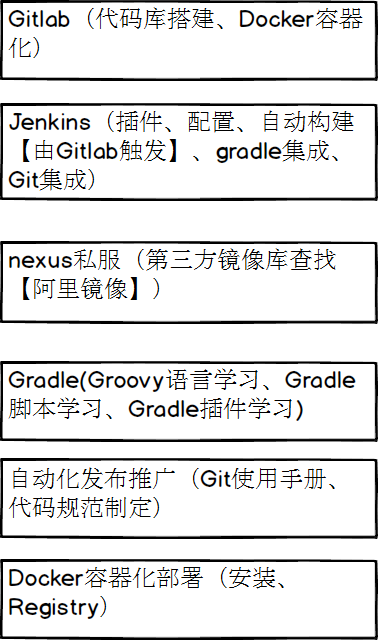 Gitlab（代码库搭建、Docker容器
化）
Jenkins（插件、配置、自动构建
【由Gitlab触发】、gradle集成、
Git集成）
nexus私服（第三方镜像库查找
【阿里镜像】）
Gradle(Groovy语言学习、Gradle
脚本学习、Gradle插件学习)
自动化发布推广（Git使用手册、
代码规范制定）
Docker容器化部署（安装、
Registry）